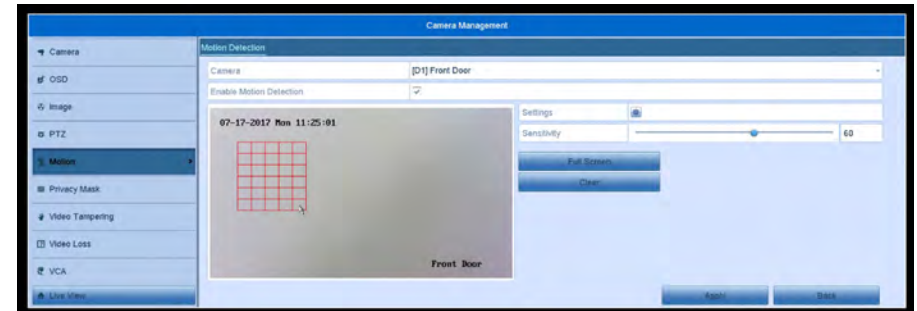 Camera Management
Camera
OSD
Image
PTZ
Motion
Privacy Mask
Video Tampering
Video Loss
VCA
Live View
Motion Detection
Camera
[D1] Front Door
Enable Motion Detection
07-17-2017 Mon 11:25:01
Front Door
Settings
Sensitivity
60
Full Screen
Clear
Apply
Back